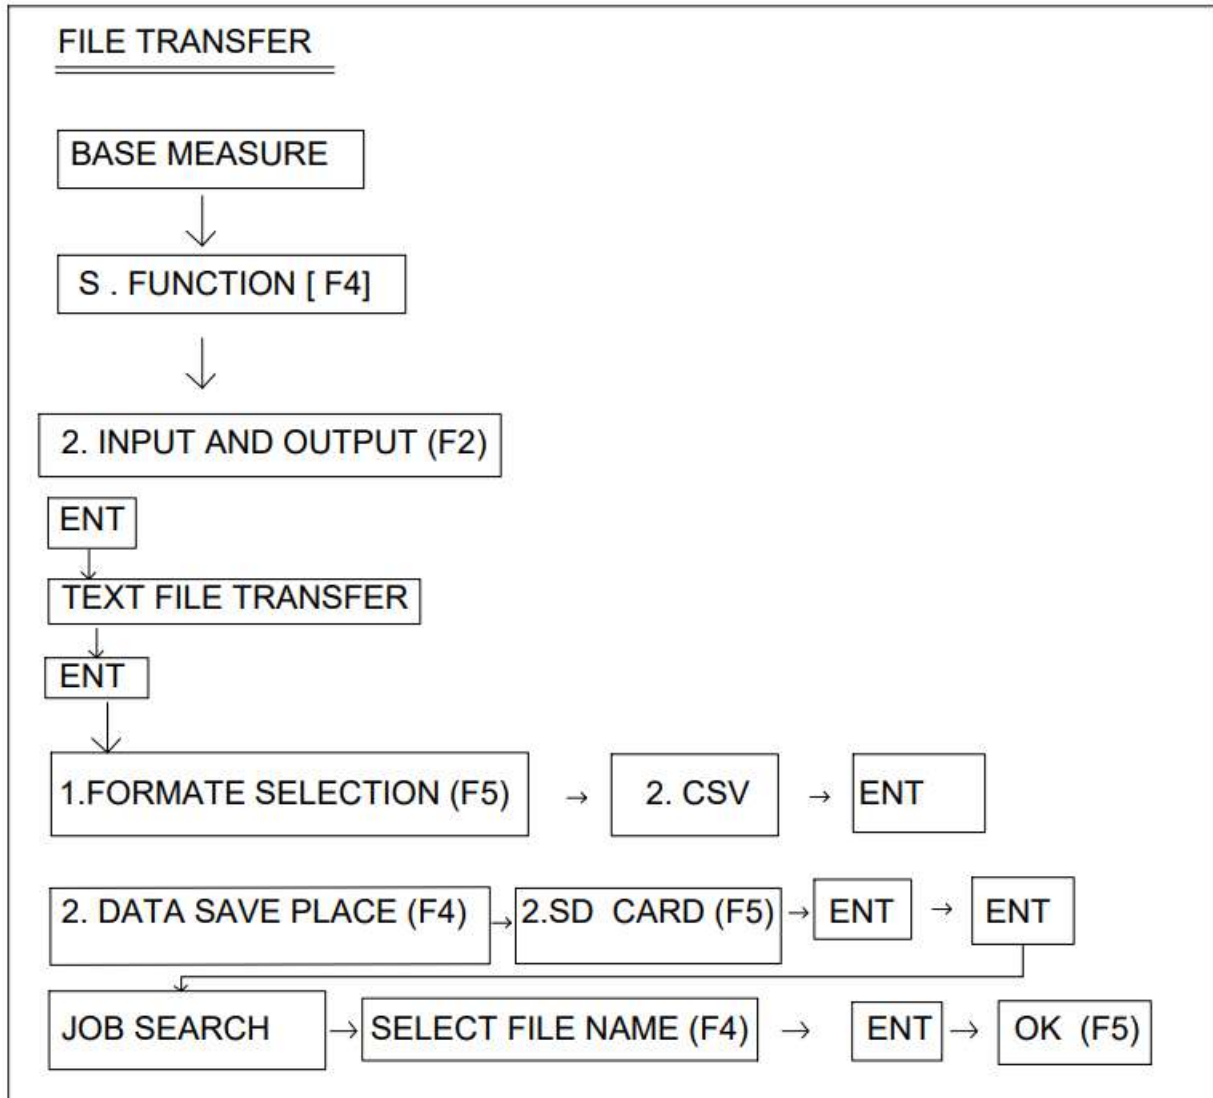 FILE TRANSFER
BASE MEASURE
S . FUNCTION [ F4]
2. INPUT AND OUTPUT (F2)
ENT
TEXT FILE TRANSFER
ENT
1.FORMATE SELECTION (F5) → 2. CSV → ENT
2. DATA SAVE PLACE (F4) → 2.SD CARD (F5) → ENT → ENT
JOB SEARCH → SELECT FILE NAME (F4) → ENT → OK (F5)